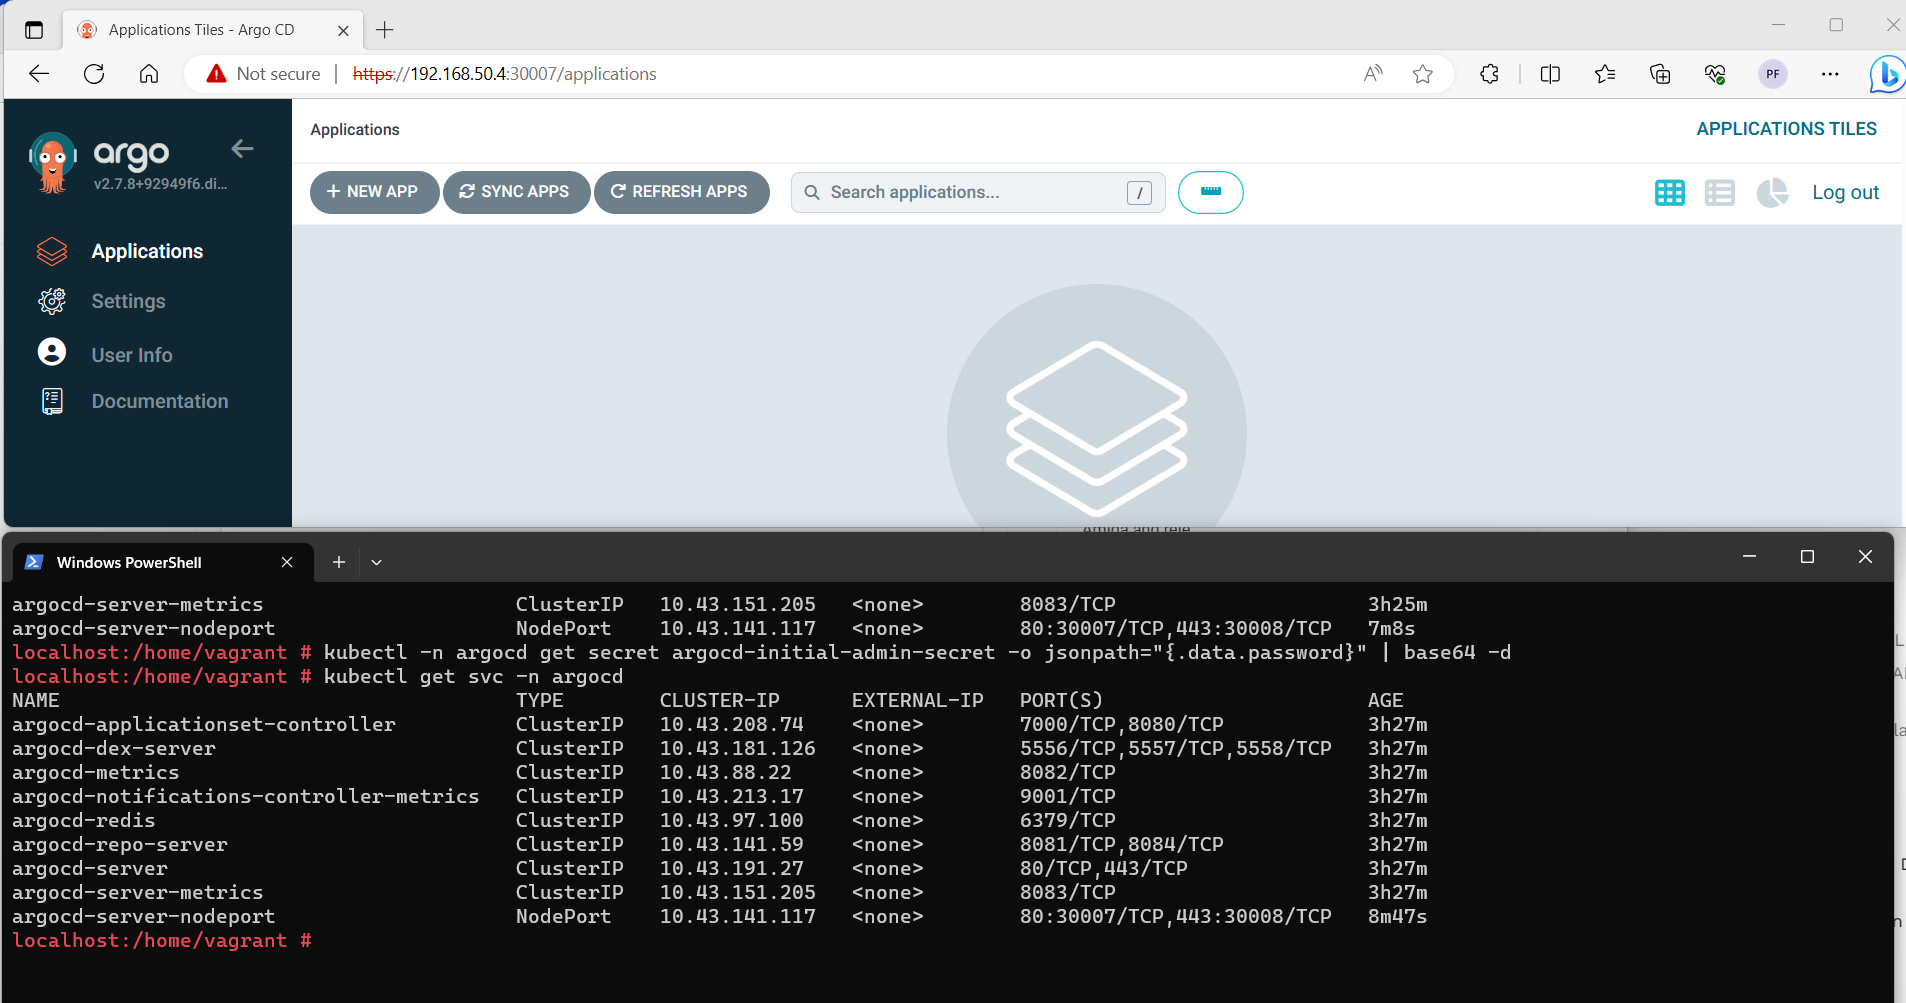 Applications Tiles - Argo CD
Not secure | https://192.168.50.4:30007/applications
PF
argo
v2.7.8+92949f6.di...
Applications
Settings
User Info
Documentation
Applications
APPLICATIONS TILES
+ NEW APP
SYNC APPS
REFRESH APPS
Search applications...
/
Log out
Windows PowerShell
argocd-server-metrics ClusterIP 10.43.151.205 <none> 8083/TCP 3h25m
argocd-server-nodeport NodePort 10.43.141.117 80:30007/TCP,443:30008/TCP 7m8s
localhost:/home/vagrant # kubectl -n argocd get secret argocd-initial-admin-secret -o jsonpath="{.data.password}" | base64 -d
localhost:/home/vagrant # kubectl get svc -n argocd
NAME TYPE CLUSTER-IP EXTERNAL-IP PORT(S) AGE
argocd-applicationset-controller ClusterIP 10.43.208.74 <none> 7000/TCP,8080/TCP 3h27m
argocd-dex-server ClusterIP 10.43.181.126 <none> 5556/TCP,5557/TCP,5558/TCP 3h27m
argocd-metrics ClusterIP 10.43.88.22 <none> 8082/TCP 3h27m
argocd-notifications-controller-metrics ClusterIP 10.43.213.17 <none> 9001/TCP 3h27m
argocd-redis ClusterIP 10.43.97.100 <none> 6379/TCP 3h27m
argocd-repo-server ClusterIP 10.43.141.59 <none> 8081/TCP,8084/TCP 3h27m
argocd-server ClusterIP 10.43.191.27 <none> 80/TCP,443/TCP 3h27m
argocd-server-metrics ClusterIP 10.43.151.205 <none> 8083/TCP 3h27m
argocd-server-nodeport NodePort 10.43.141.117 <none> 80:30007/TCP,443:30008/TCP 8m47s
localhost:/home/vagrant #